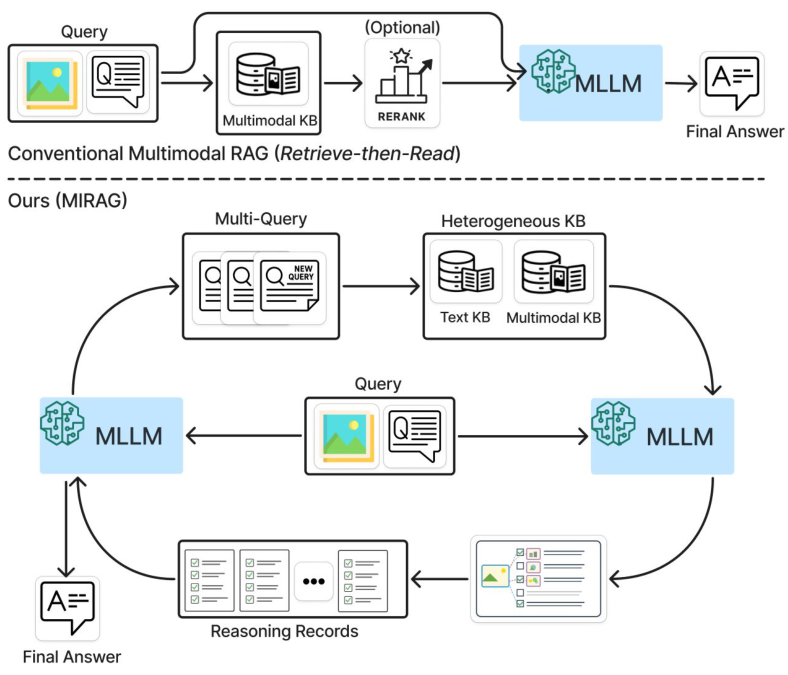 Query
(Optional)
Q
Multimodal KB
RERANK
MLLM
A
Final Answer
Conventional Multimodal RAG (Retrieve-then-Read)
Ours (MIRAG)
Multi-Query
Heterogeneous KB
NEW
QUERY
Text KB
Multimodal KB
Query
MLLM
Q
MLLM
A
Reasoning Records
Final Answer